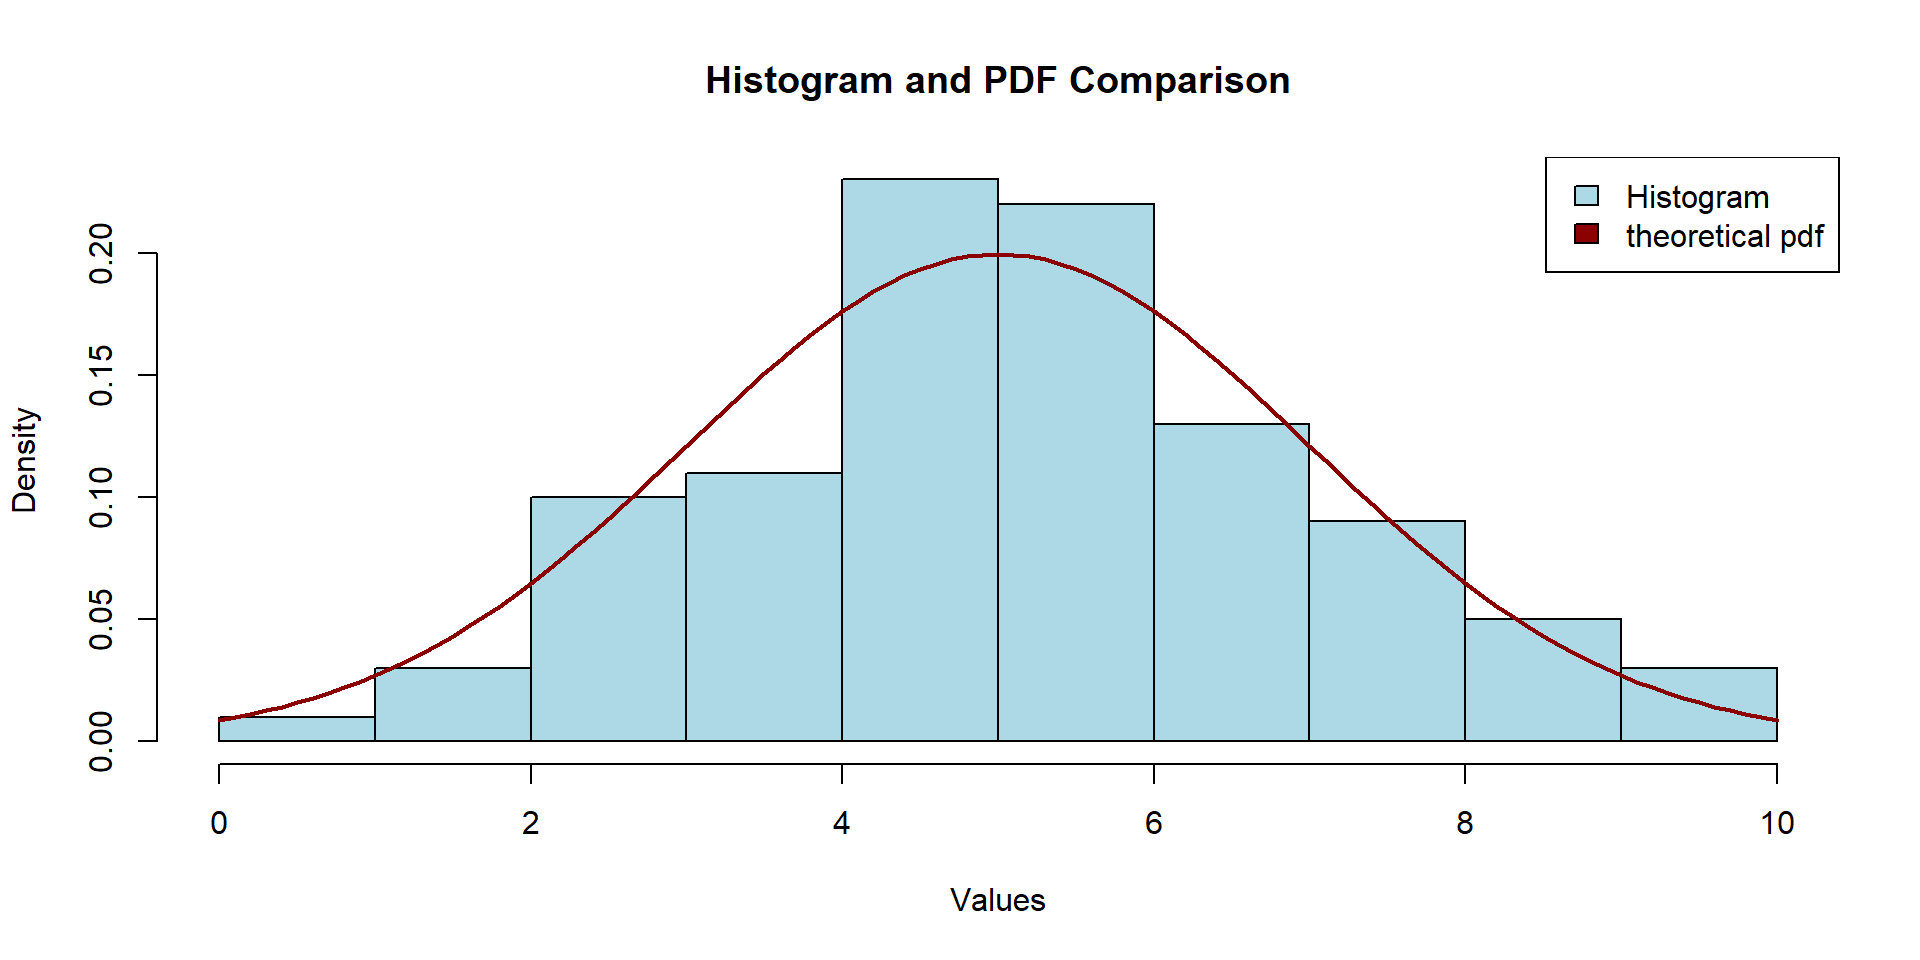 Histogram and PDF Comparison
Histogram
theoretical pdf
Density
0.20
0.15
0.10
0.05
0.00
0 2 4 6 8 10
Values